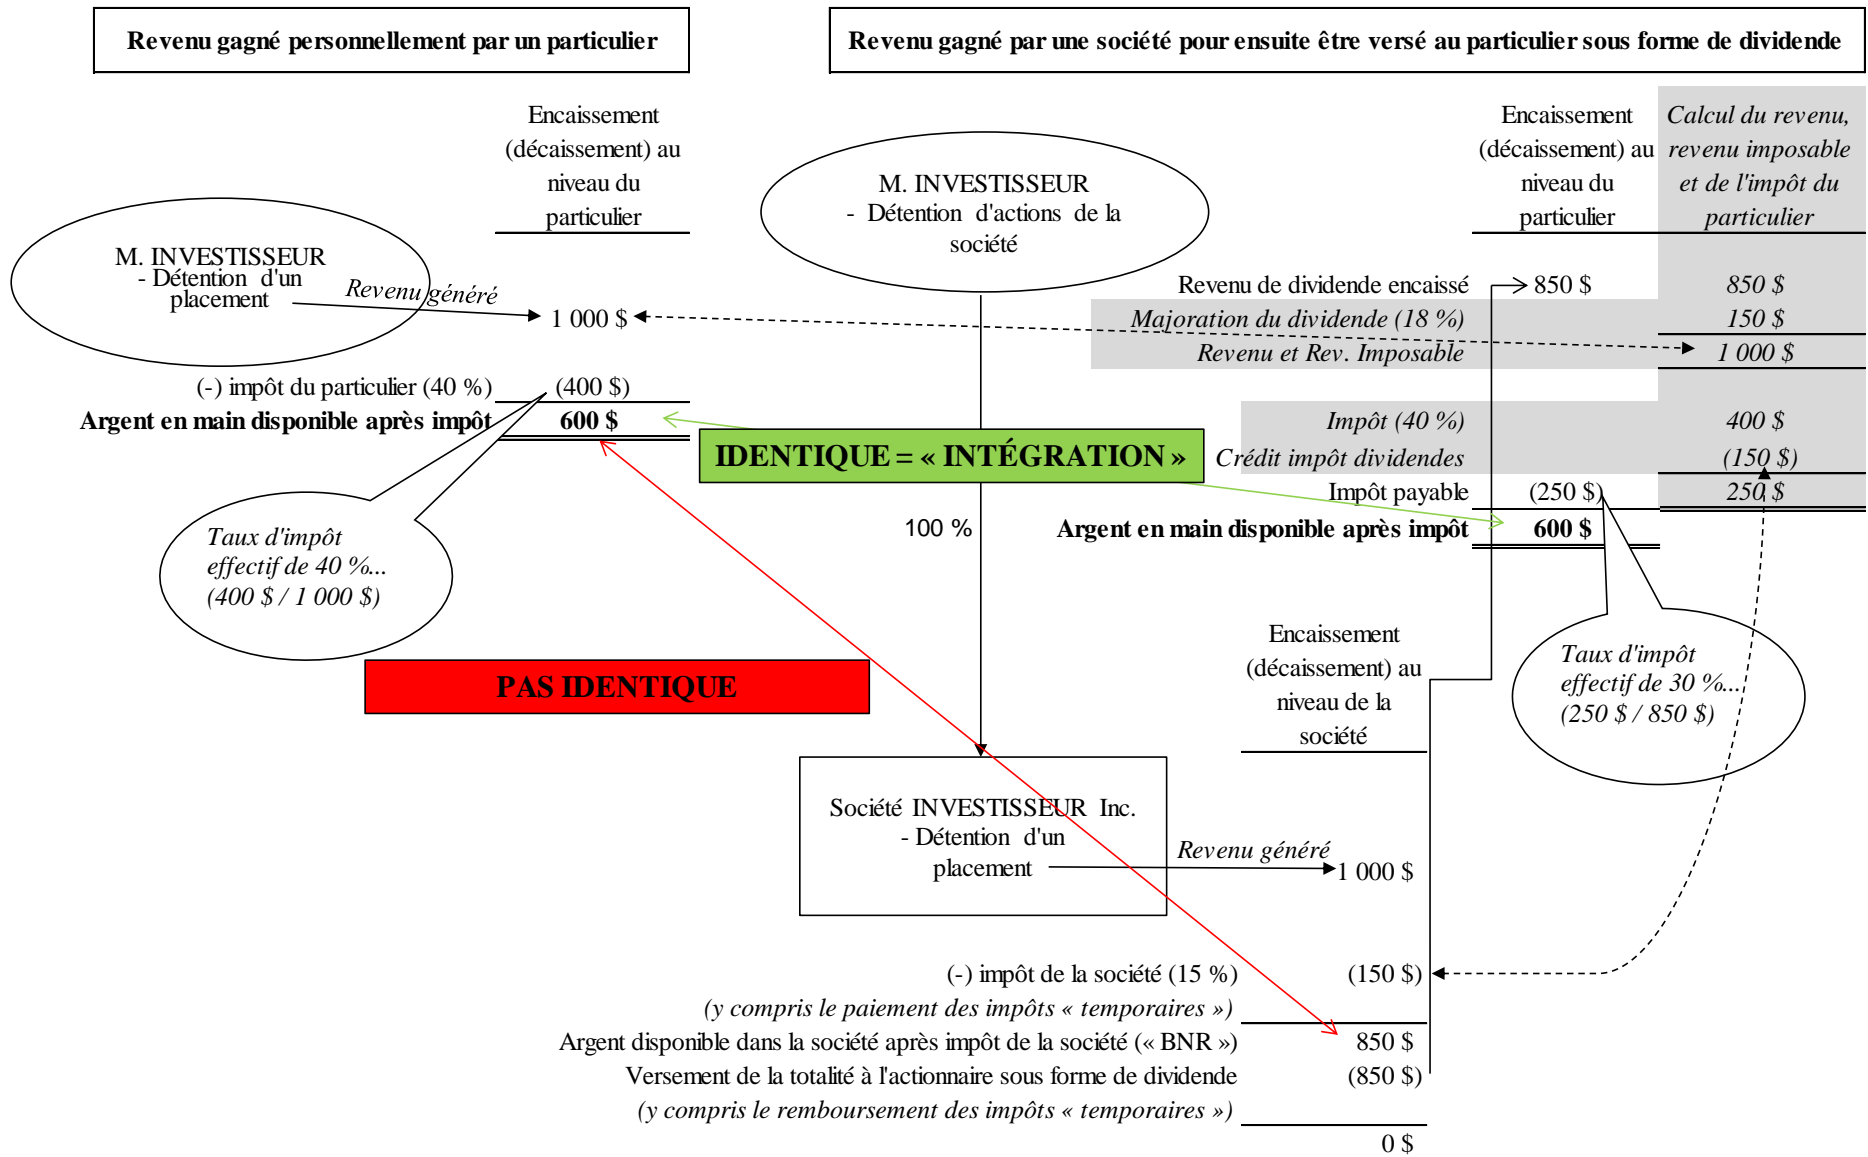 Revenu gagné personnellement par un particulier
Revenu gagné par une société pour ensuite être versé au particulier sous forme de dividende
Encaissement
(décaissement) au
niveau du
particulier
M. INVESTISSEUR
- Détention d'un
placement
Revenu généré
1 000 $
(-) impôt du particulier (40 %) (400 $)
Argent en main disponible après impôt 600 $
Taux d'impôt
effectif de 40 %...
(400 $ / 1 000 $)
M. INVESTISSEUR
- Détention d'actions de la
société
Encaissement
(décaissement) au
niveau du
particulier
Calcul du revenu,
revenu imposable
et de l'impôt du
particulier
Revenu de dividende encaissé 850 $ 850 $
Majoration du dividende (18 %) 150 $
Revenu et Rev. Imposable 1 000 $
Impôt (40 %) 400 $
Crédit impôt dividendes (150 $)
Impôt payable (250 $) 250 $
Argent en main disponible après impôt 600 $
IDENTIQUE = « INTÉGRATION »
100 %
PAS IDENTIQUE
Taux d'impôt
effectif de 30 %...
(250 $ / 850 $)
Encaissement
(décaissement) au
niveau de la
société
Société INVESTISSEUR Inc.
- Détention d'un
placement
Revenu généré
1 000 $
(-) impôt de la société (15 %) (150 $)
(y compris le paiement des impôts « temporaires »)
Argent disponible dans la société après impôt de la société (« BNR ») 850 $
Versement de la totalité à l'actionnaire sous forme de dividende (850 $)
(y compris le remboursement des impôts « temporaires »)
0 $